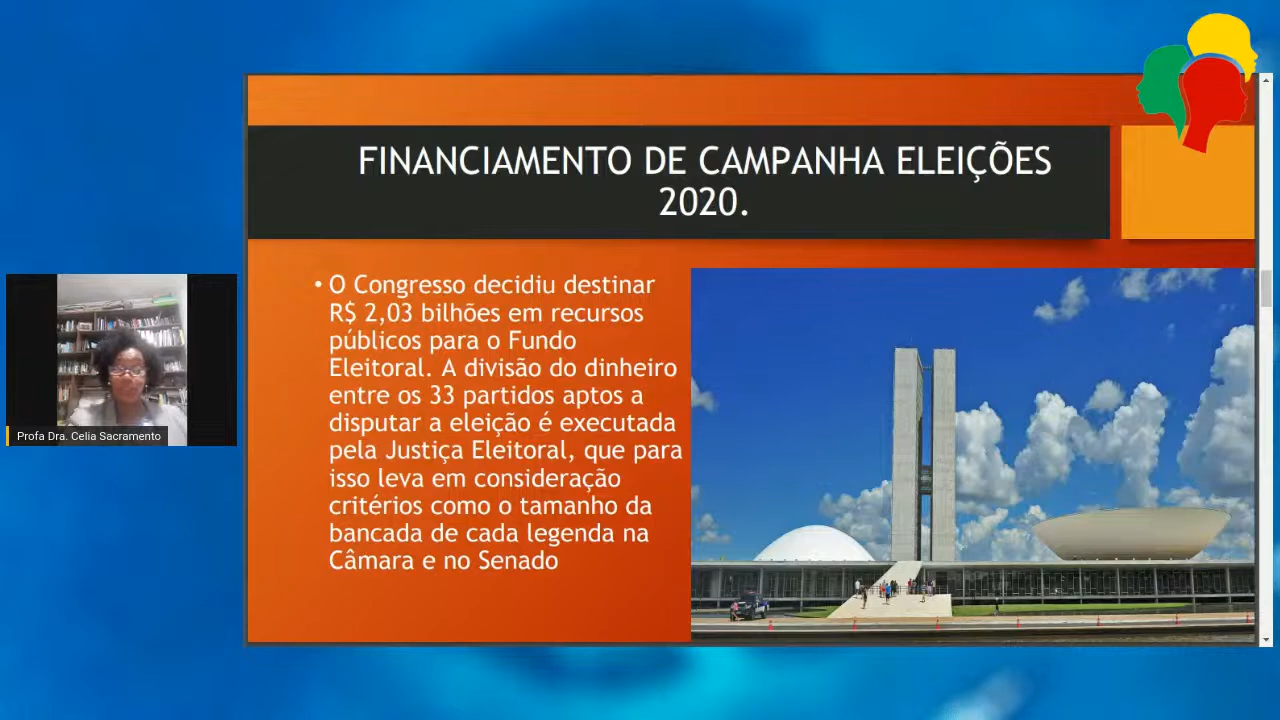 FINANCIAMENTO DE CAMPANHA ELEIÇÕES
2020.
• O Congresso decidiu destinar
R$ 2,03 bilhões em recursos
públicos para o Fundo
Eleitoral. A divisão do dinheiro
entre os 33 partidos aptos a
disputar a eleição é executada
pela Justiça Eleitoral, que para
isso leva em consideração
critérios como o tamanho da
bancada de cada legenda na
Câmara e no Senado
Profa Dra. Celia Sacramento